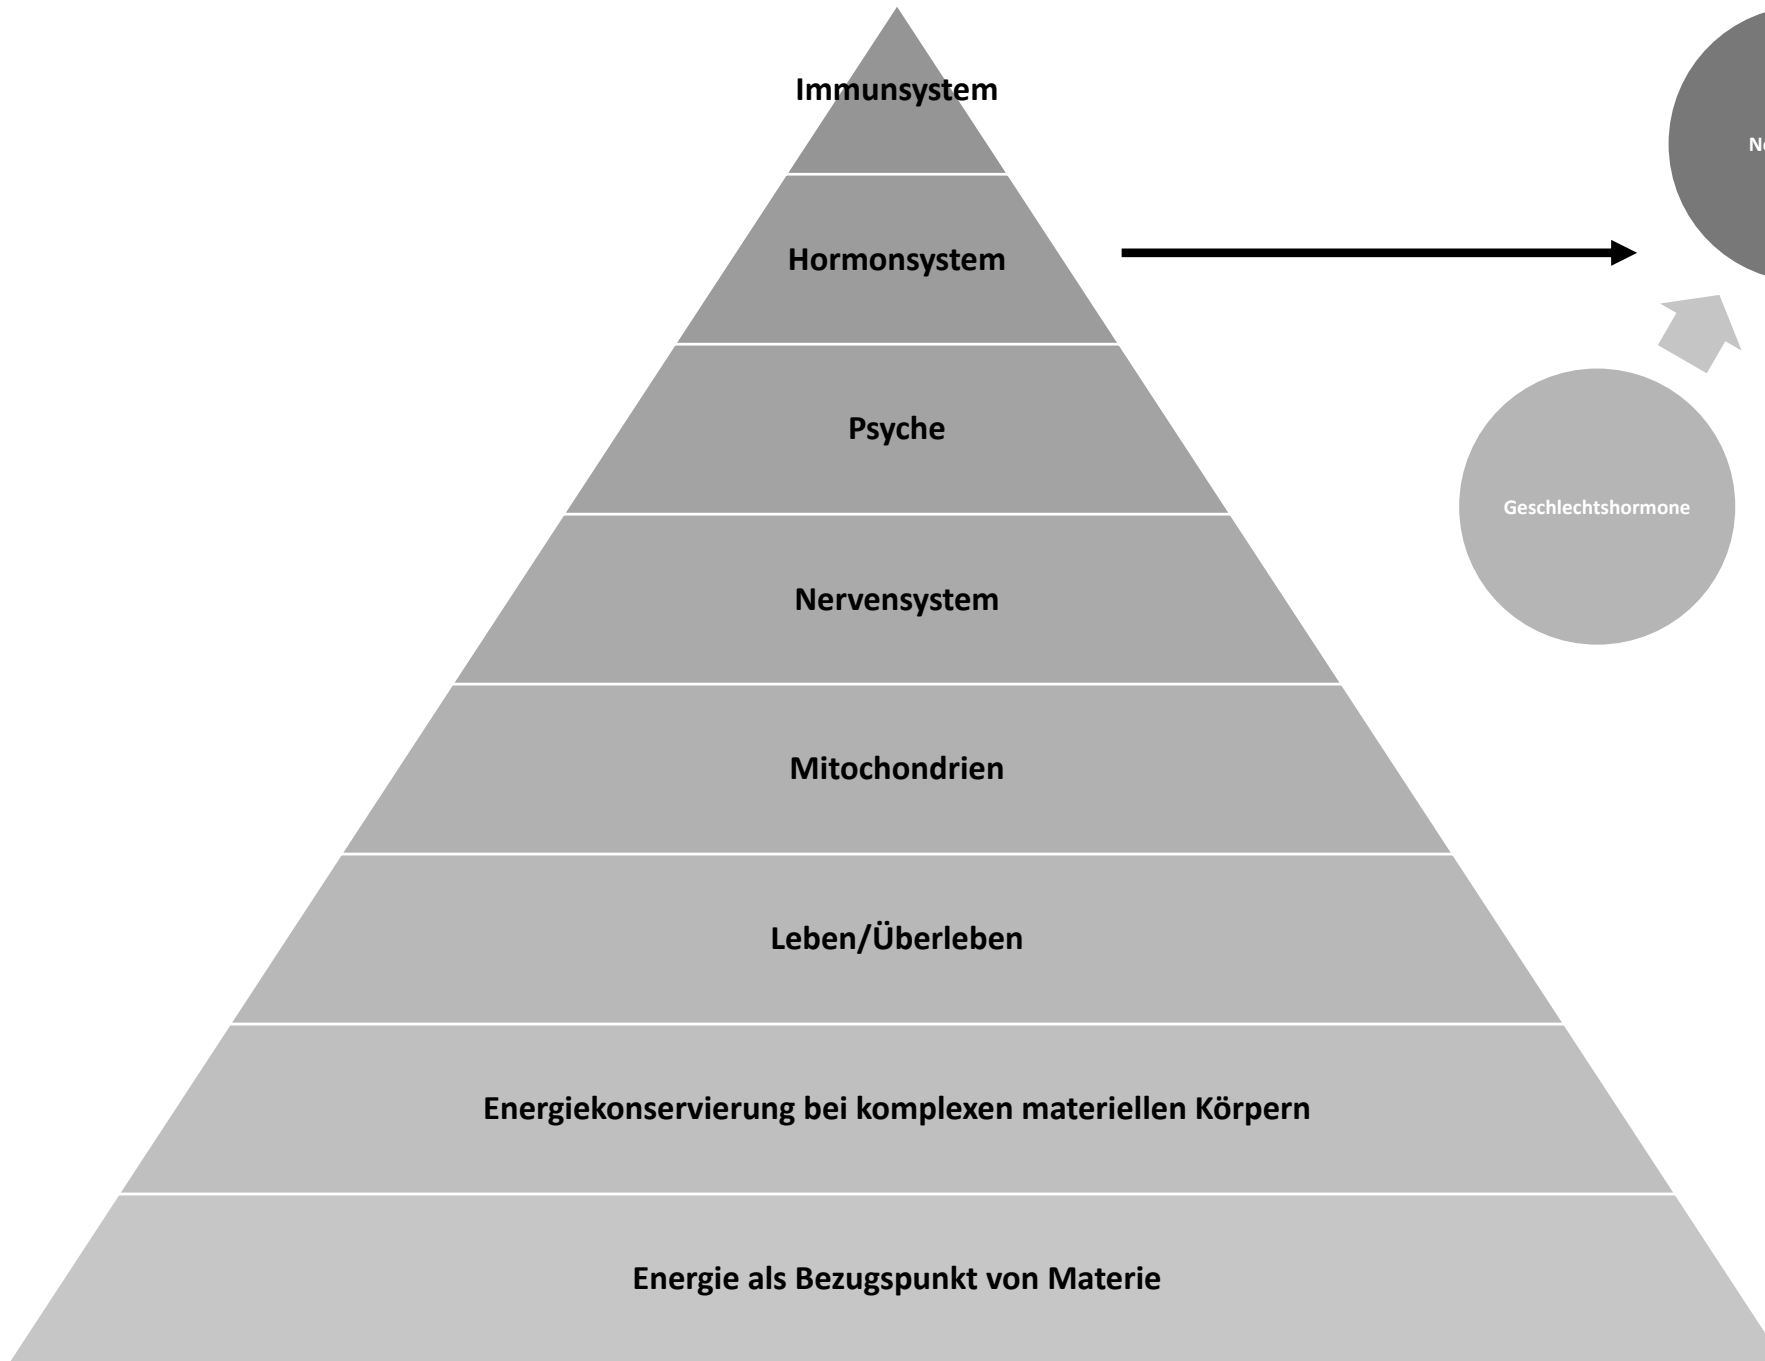 Immunsystem
Hormonsystem
Psyche
Geschlechtshormone
Nervensystem
Mitochondrien
Leben/Überleben
Energiekonservierung bei komplexen materiellen Körpern
Energie als Bezugspunkt von Materie